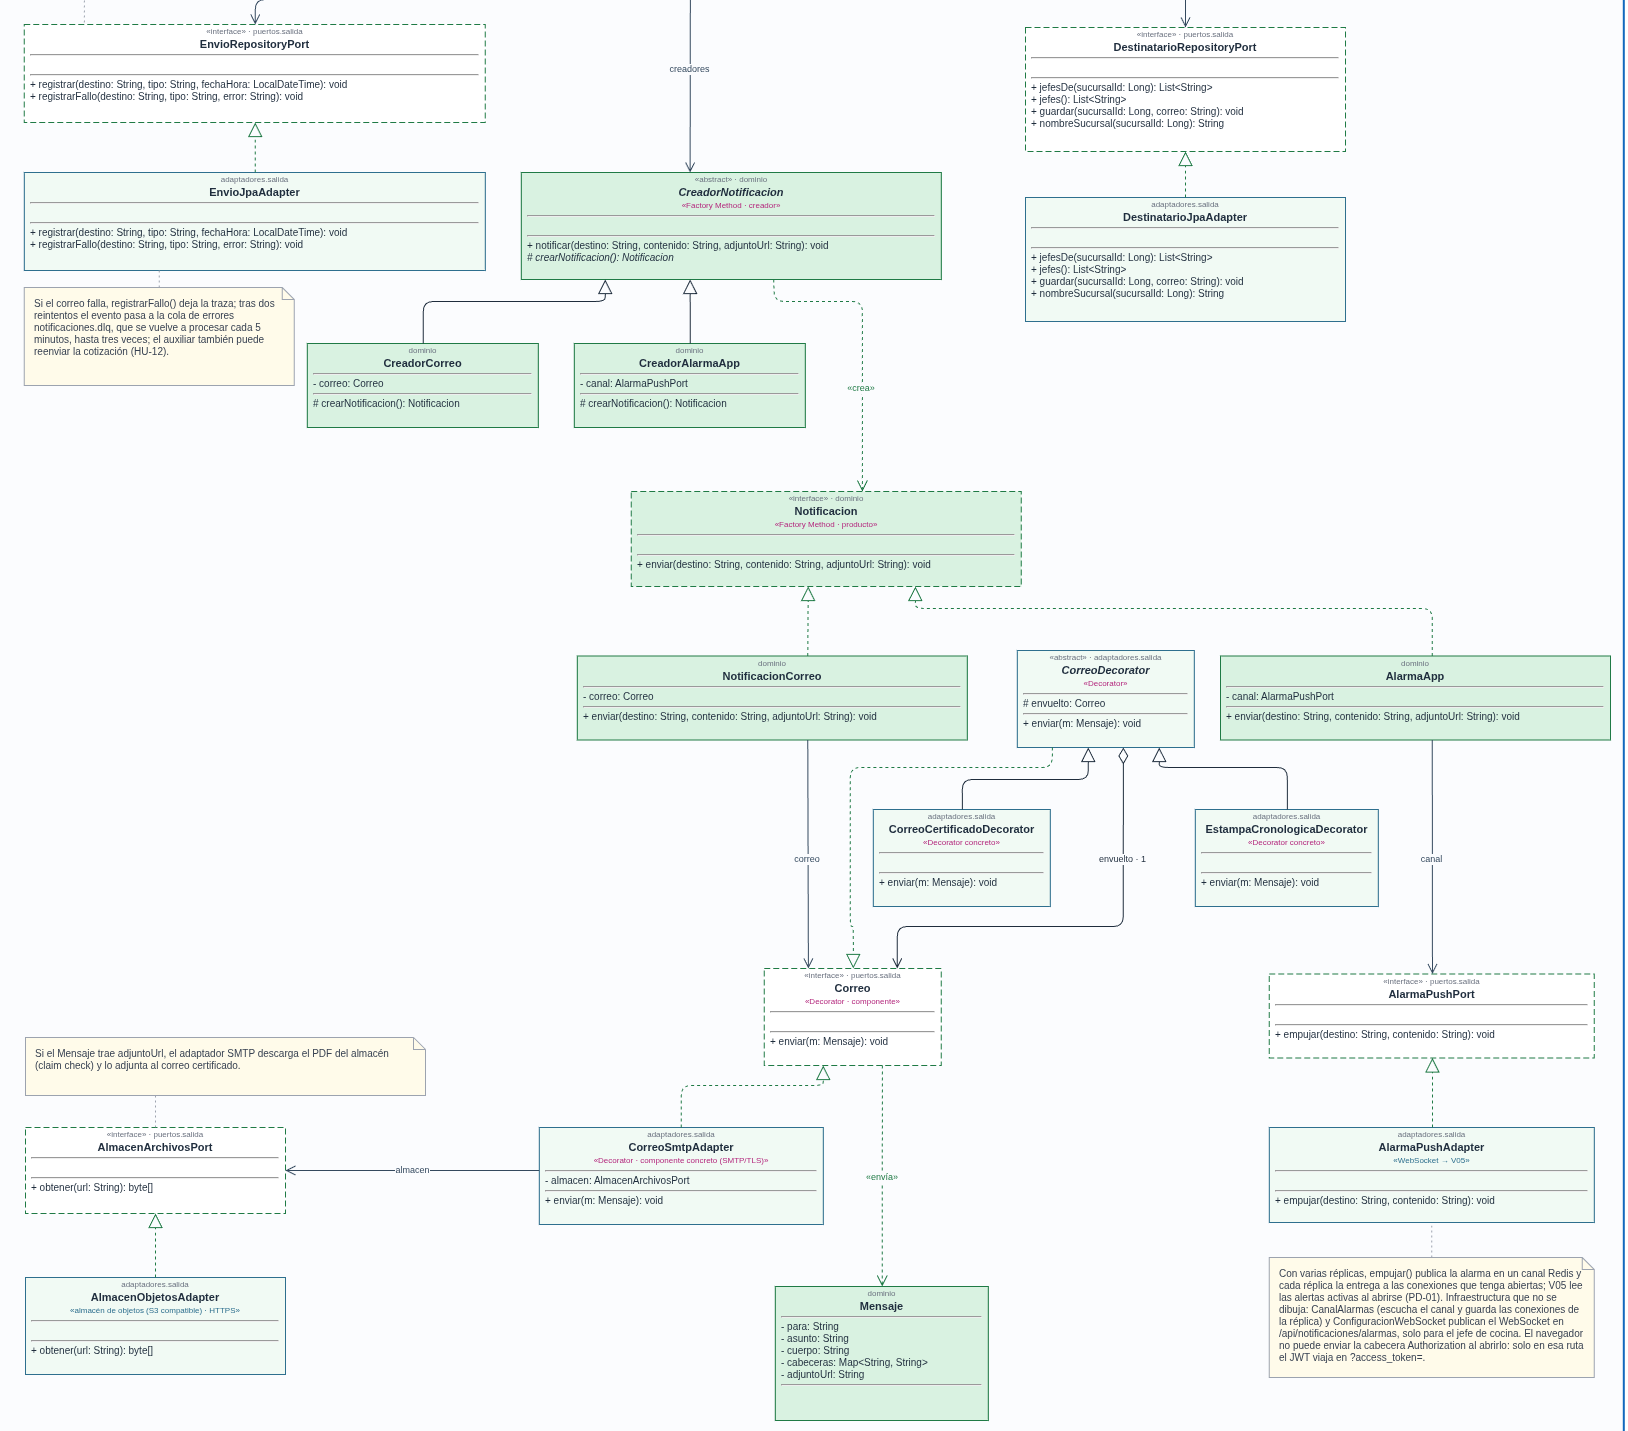 «interface» · puertos.salida
EnvioRepositoryPort
+ registrar(destino: String, tipo: String, fechaHora: LocalDateTime): void
+ registrarFallo(destino: String, tipo: String, error: String): void
creadores
«interface» · puertos.salida
DestinatarioRepositoryPort
+ jefesDe(sucursalId: Long): List<String>
+ jefes(): List<String>
+ guardar(sucursalId: Long, correo: String): void
+ nombreSucursal(sucursalId: Long): String
adaptadores.salida
EnvioJpaAdapter
+ registrar(destino: String, tipo: String, fechaHora: LocalDateTime): void
+ registrarFallo(destino: String, tipo: String, error: String): void
«abstract» · dominio
CreadorNotificacion
«Factory Method · creador»
+ notificar(destino: String, contenido: String, adjuntoUrl: String): void
# crearNotificacion(): Notificacion
adaptadores.salida
DestinatarioJpaAdapter
+ jefesDe(sucursalId: Long): List<String>
+ jefes(): List<String>
+ guardar(sucursalId: Long, correo: String): void
+ nombreSucursal(sucursalId: Long): String
Si el correo falla, registrarFallo() deja la traza; tras dos
reintentos el evento pasa a la cola de errores
notificaciones.dlq, que se vuelve a procesar cada 5
minutos, hasta tres veces; el auxiliar también puede
reenviar la cotización (HU-12).
dominio
CreadorCorreo
- correo: Correo
# crearNotificacion(): Notificacion
dominio
CreadorAlarmaApp
- canal: AlarmaPushPort
# crearNotificacion(): Notificacion
«crea»
«interface» · dominio
Notificacion
«Factory Method · producto»
+ enviar(destino: String, contenido: String, adjuntoUrl: String): void
dominio
NotificacionCorreo
- correo: Correo
+ enviar(destino: String, contenido: String, adjuntoUrl: String): void
«abstract» · adaptadores.salida
CorreoDecorator
«Decorator»
# envuelto: Correo
+ enviar(m: Mensaje): void
dominio
AlarmaApp
- canal: AlarmaPushPort
+ enviar(destino: String, contenido: String, adjuntoUrl: String): void
adaptadores.salida
CorreoCertificadoDecorator
«Decorator concreto»
+ enviar(m: Mensaje): void
adaptadores.salida
EstampaCronologicaDecorator
«Decorator concreto»
+ enviar(m: Mensaje): void
correo
envuelto · 1
canal
«interface» · puertos.salida
Correo
«Decorator · componente»
+ enviar(m: Mensaje): void
«interface» · puertos.salida
AlarmaPushPort
+ empujar(destino: String, contenido: String): void
Si el Mensaje trae adjuntoUrl, el adaptador SMTP descarga el PDF del almacén
(claim check) y lo adjunta al correo certificado.
«interface» · puertos.salida
AlmacenArchivosPort
+ obtener(url: String): byte[]
almacen
adaptadores.salida
CorreoSmtpAdapter
«Decorator · componente concreto (SMTP/TLS)»
- almacen: AlmacenArchivosPort
+ enviar(m: Mensaje): void
«envía»
adaptadores.salida
AlarmaPushAdapter
«WebSocket → V05»
+ empujar(destino: String, contenido: String): void
adaptadores.salida
AlmacenObjetosAdapter
«almacén de objetos (S3 compatible) · HTTPS»
+ obtener(url: String): byte[]
dominio
Mensaje
- para: String
- asunto: String
- cuerpo: String
- cabeceras: Map<String, String>
- adjuntoUrl: String
Con varias réplicas, empujar() publica la alarma en un canal Redis y
cada réplica la entrega a las conexiones que tenga abiertas; V05 lee
las alertas activas al abrirse (PD-01). Infraestructura que no se
dibuja: CanalAlarmas (escucha el canal y guarda las conexiones de
la réplica) y ConfiguracionWebSocket publican el WebSocket en
/api/notificaciones/alarmas, solo para el jefe de cocina. El navegador
no puede enviar la cabecera Authorization al abrirlo: solo en esa ruta
el JWT viaja en ?access_token=.